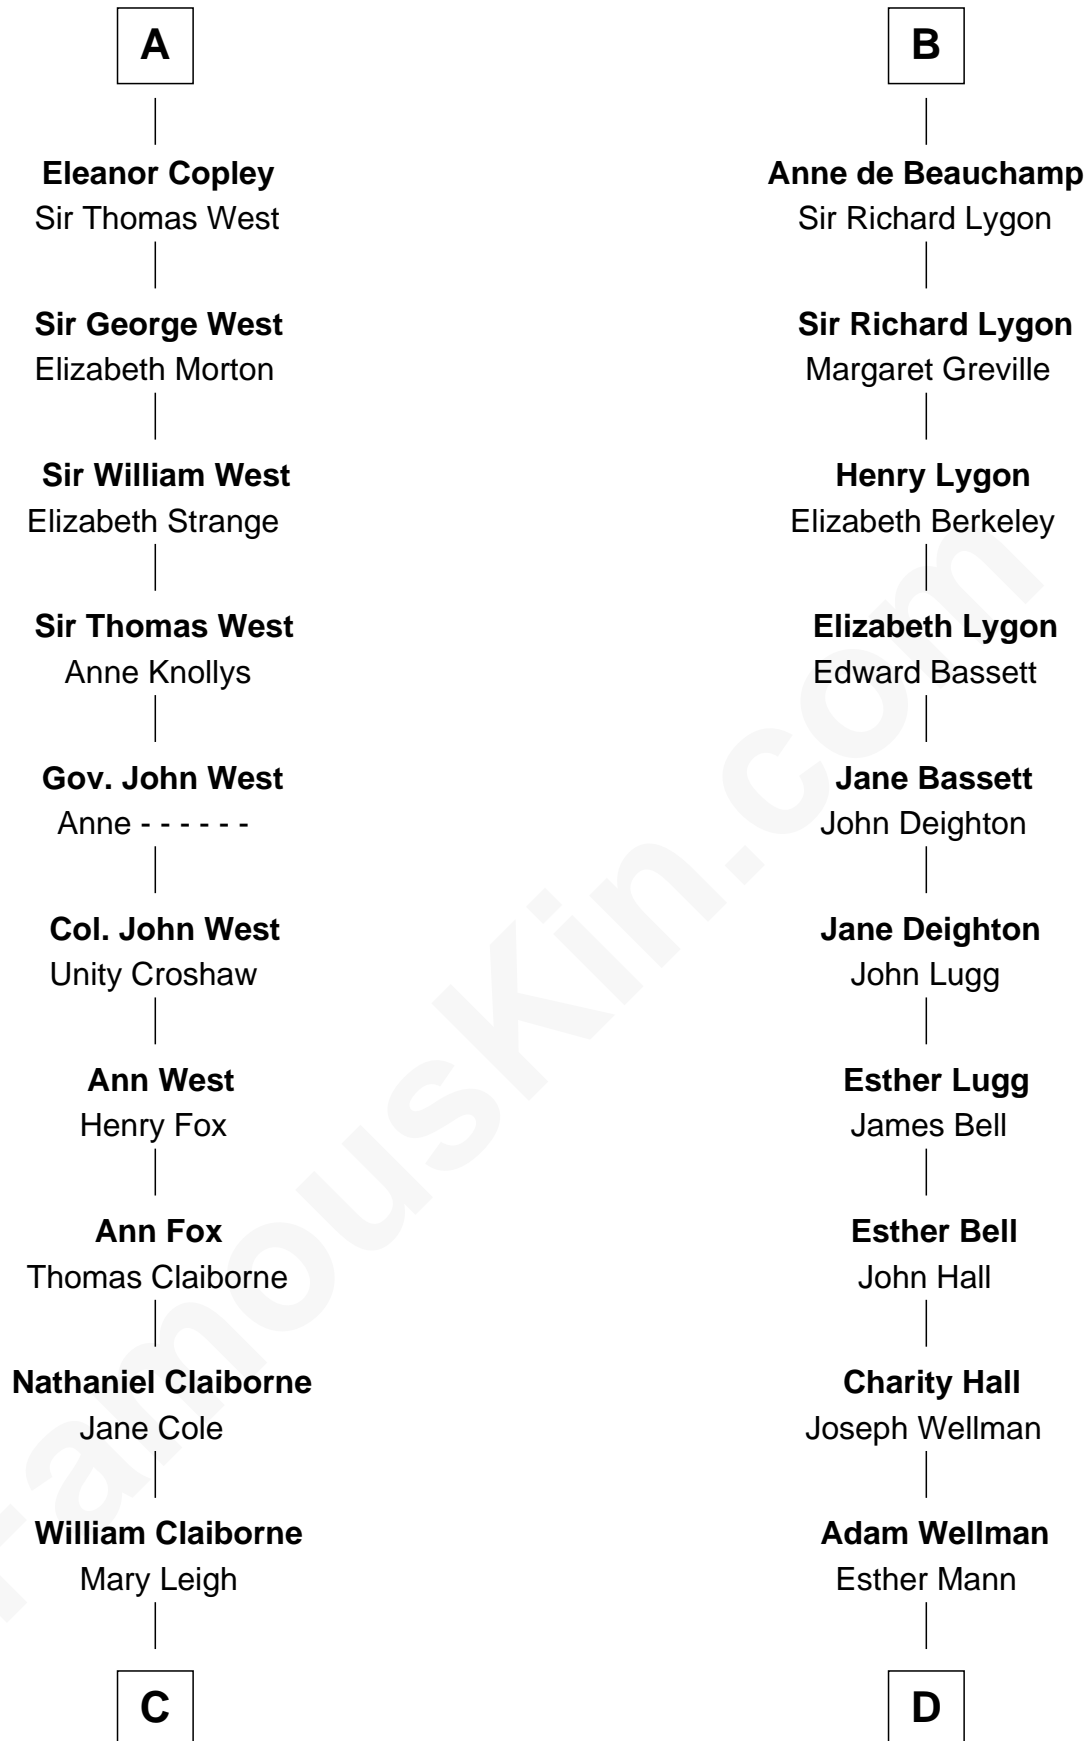 A
Eleanor Copley
Sir Thomas West
Sir George West
Elizabeth Morton
Sir William West
Elizabeth Strange
Sir Thomas West
Anne Knollys
Gov. John West
Anne - - - - - -
Col. John West
Unity Croshaw
Ann West
Henry Fox
Ann Fox
Thomas Claiborne
Nathaniel Claiborne
Jane Cole
William Claiborne
Mary Leigh
C
B
Anne de Beauchamp
Sir Richard Lygon
Sir Richard Lygon
Margaret Greville
Henry Lygon
Elizabeth Berkeley
Elizabeth Lygon
Edward Bassett
Jane Bassett
John Deighton
Jane Deighton
John Lugg
Esther Lugg
James Bell
Esther Bell
John Hall
Charity Hall
Joseph Wellman
Adam Wellman
Esther Mann
D
FamousKin.com